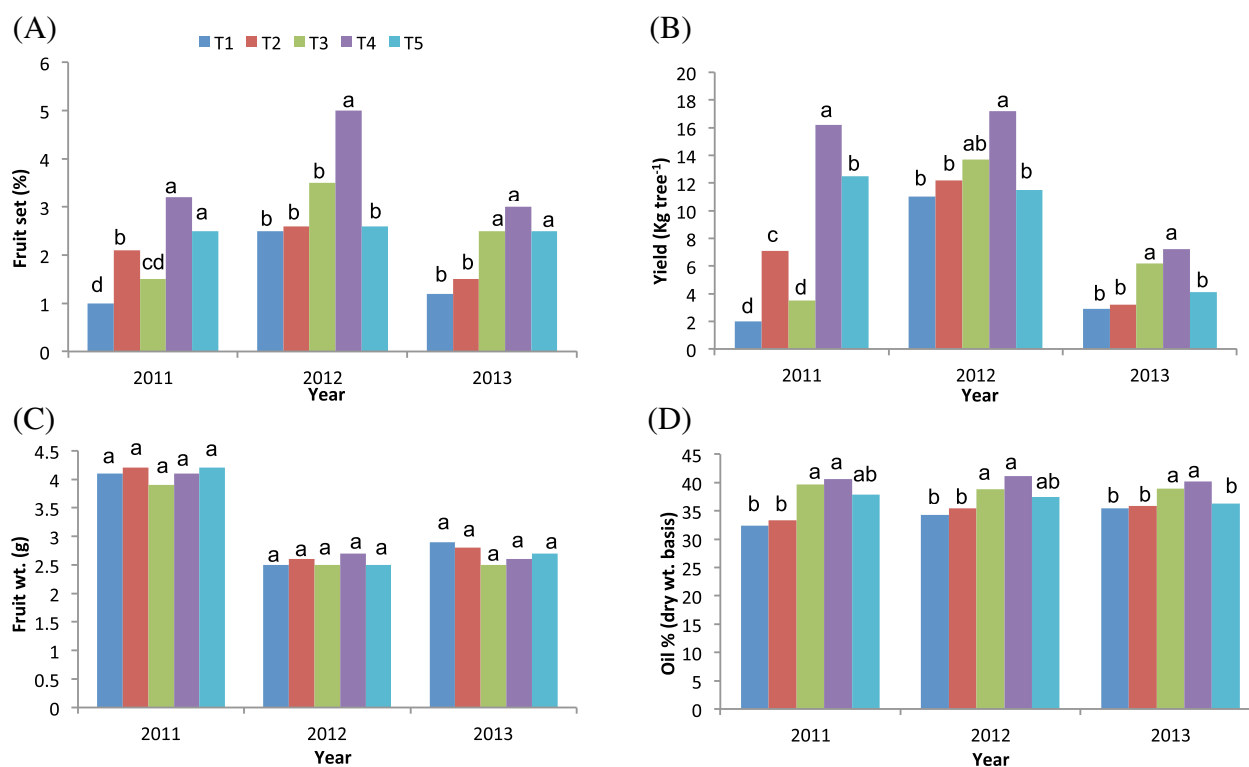 (A)
T1 T2 T3 T4 T5
Fruit set (%)
6
5
4
3
2
1
0
d b cd a a
b b b a b
b b a a a
2011 2012 2013
Year
(B)
Yield (Kg tree⁻¹)
20
18
16
14
12
10
8
6
4
2
0
d c d a b
b b ab a b
b b a a b
2011 2012 2013
Year
(C)
Fruit wt. (g)
4.5
4
3.5
3
2.5
2
1.5
1
0.5
0
a a a a a
a a a a a
a a a a a
2011 2012 2013
Year
(D)
Oil % (dry wt. basis)
45
40
35
30
25
20
15
10
5
0
b b a a ab
b b a a ab
b b a a b
2011 2012 2013
Year